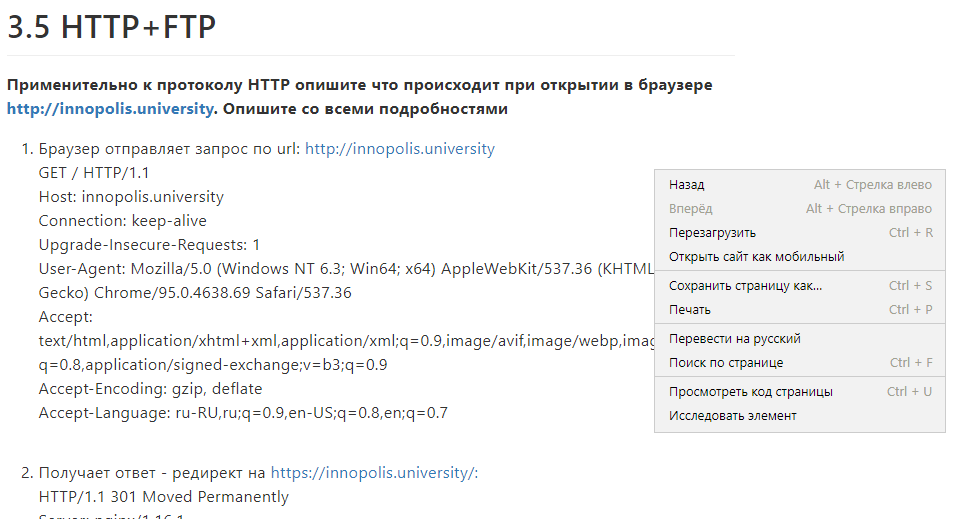 3.5 HTTP+FTP
Применительно к протоколу HTTP опишите что происходит при открытии в браузере
http://innopolis.university. Опишите со всеми подробностями
1. Браузер отправляет запрос по url: http://innopolis.university
GET / HTTP/1.1
Host: innopolis.university
Connection: keep-alive
Upgrade-Insecure-Requests: 1
User-Agent: Mozilla/5.0 (Windows NT 6.3; Win64; x64) AppleWebKit/537.36 (KHTML
Gecko) Chrome/95.0.4638.69 Safari/537.36
Accept:
text/html,application/xhtml+xml,application/xml;q=0.9,image/avif,image/webp,imag
q=0.8,application/signed-exchange;v=b3;q=0.9
Accept-Encoding: gzip, deflate
Accept-Language: ru-RU,ru;q=0.9,en-US;q=0.8,en;q=0.7
2. Получает ответ - редирект на https://innopolis.university/:
HTTP/1.1 301 Moved Permanently
Server: nginx/1.16.1
Назад Alt + Стрелка влево
Вперёд Alt + Стрелка вправо
Перезагрузить Ctrl + R
Открыть сайт как мобильный
Сохранить страницу как... Ctrl + S
Печать Ctrl + P
Перевести на русский
Поиск по странице Ctrl + F
Просмотреть код страницы Ctrl + U
Исследовать элемент